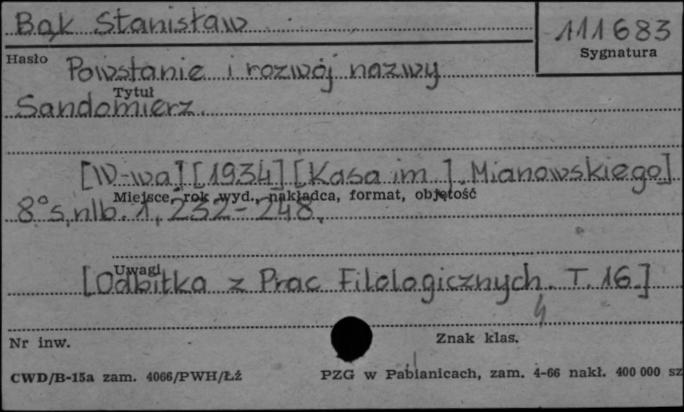 Bąk Stanisław
111683
Sygnatura
Hasło
Powstanie i rozwój nazwy
Tytuł
Sandomierz.
[W-wa] [1934] [Kasa im. J. Mianowskiego]
Miejsce, rok wyd., nakładca, format, objętość
8° s. nlb. 1, 232-248.
Uwagi
[Odbitka z Prac Filologicznych. T. 16.]
Nr inw.
Znak klas.
CWD/B-15a zam. 4066/PWH/Łź
PZG w Pabianicach, zam. 4-66 nakł. 400 000 sz